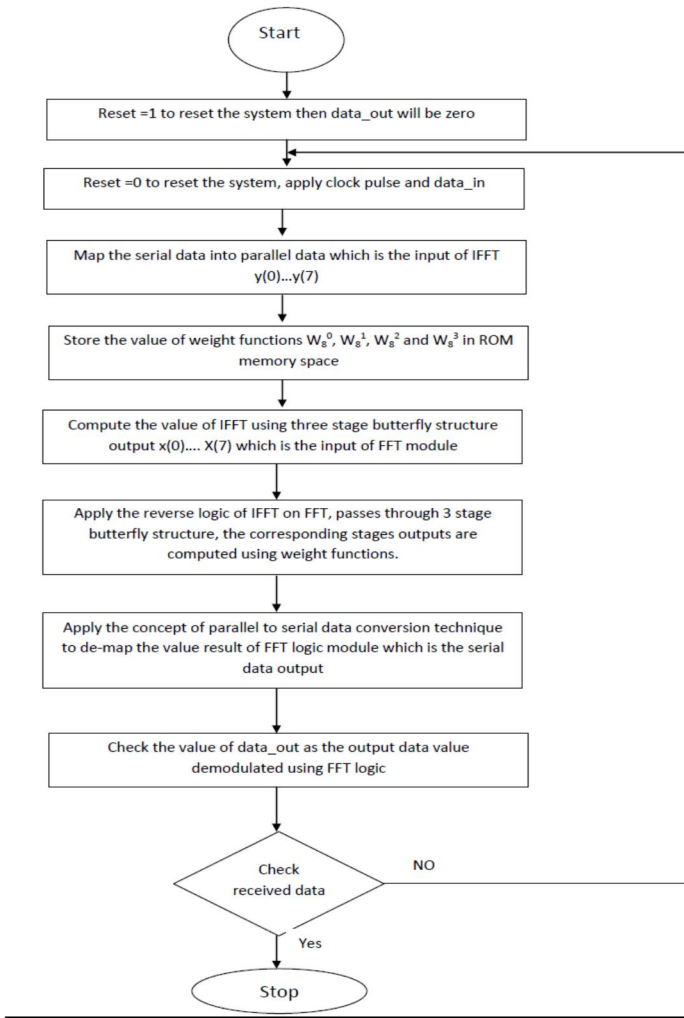 Start
Reset =1 to reset the system then data_out will be zero
Reset =0 to reset the system, apply clock pulse and data_in
Map the serial data into parallel data which is the input of IFFT
y(0)...y(7)
Store the value of weight functions W₈⁰, W₈¹, W₈² and W₈³ in ROM
memory space
Compute the value of IFFT using three stage butterfly structure
output x(0).... X(7) which is the input of FFT module
Apply the reverse logic of IFFT on FFT, passes through 3 stage
butterfly structure, the corresponding stages outputs are
computed using weight functions.
Apply the concept of parallel to serial data conversion technique
to de-map the value result of FFT logic module which is the serial
data output
Check the value of data_out as the output data value
demodulated using FFT logic
Check
received data
NO
Yes
Stop